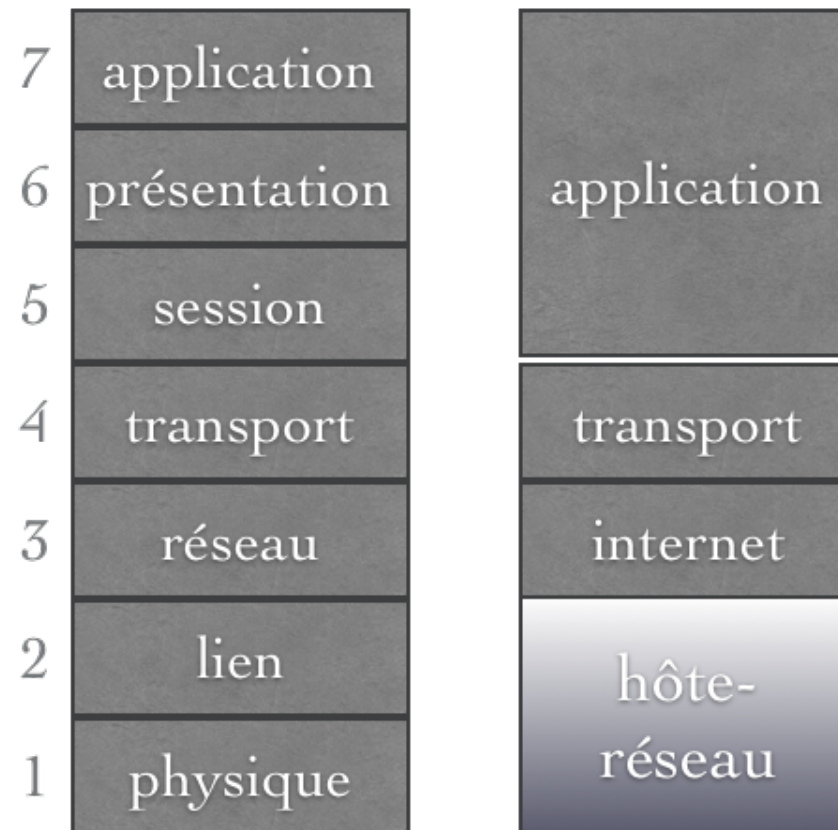 7 application
6 présentation
5 session
4 transport
3 réseau
2 lien
1 physique
application
transport
internet
hôte-
réseau